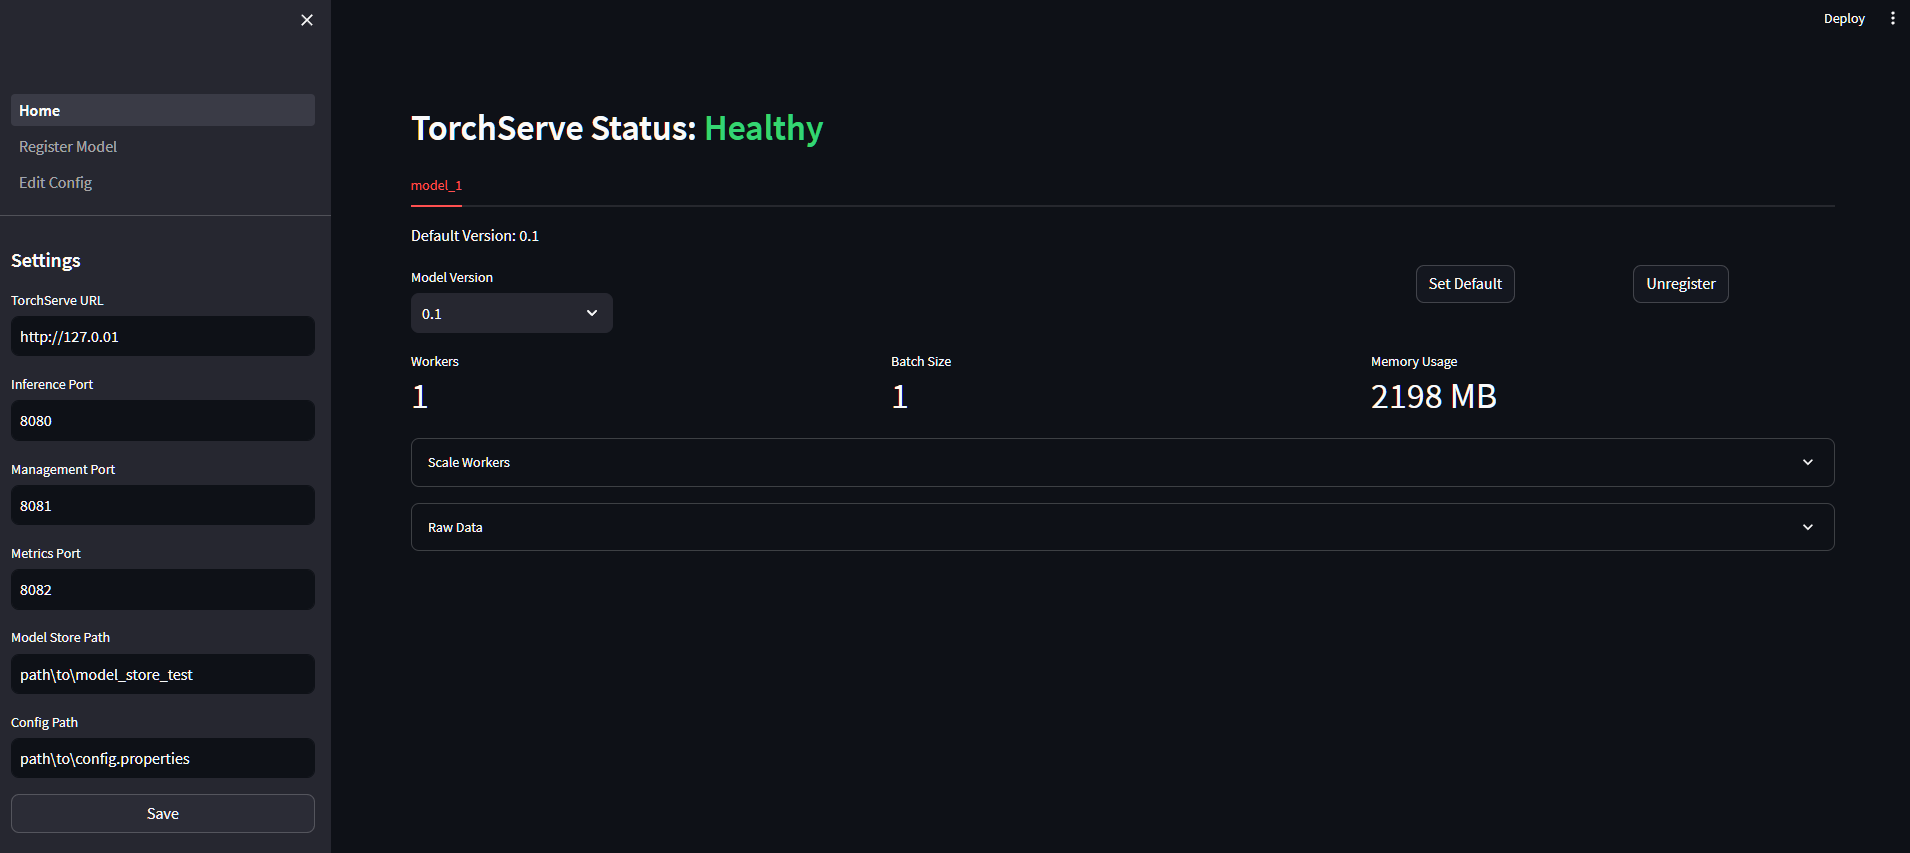 Deploy
Home
Register Model
Edit Config
Settings
TorchServe URL
http://127.0.01
Inference Port
8080
Management Port
8081
Metrics Port
8082
Model Store Path
path\to\model_store_test
Config Path
path\to\config.properties
Save
TorchServe Status: Healthy
model_1
Default Version: 0.1
Model Version
0.1
Set Default
Unregister
Workers
1
Batch Size
1
Memory Usage
2198 MB
Scale Workers
Raw Data